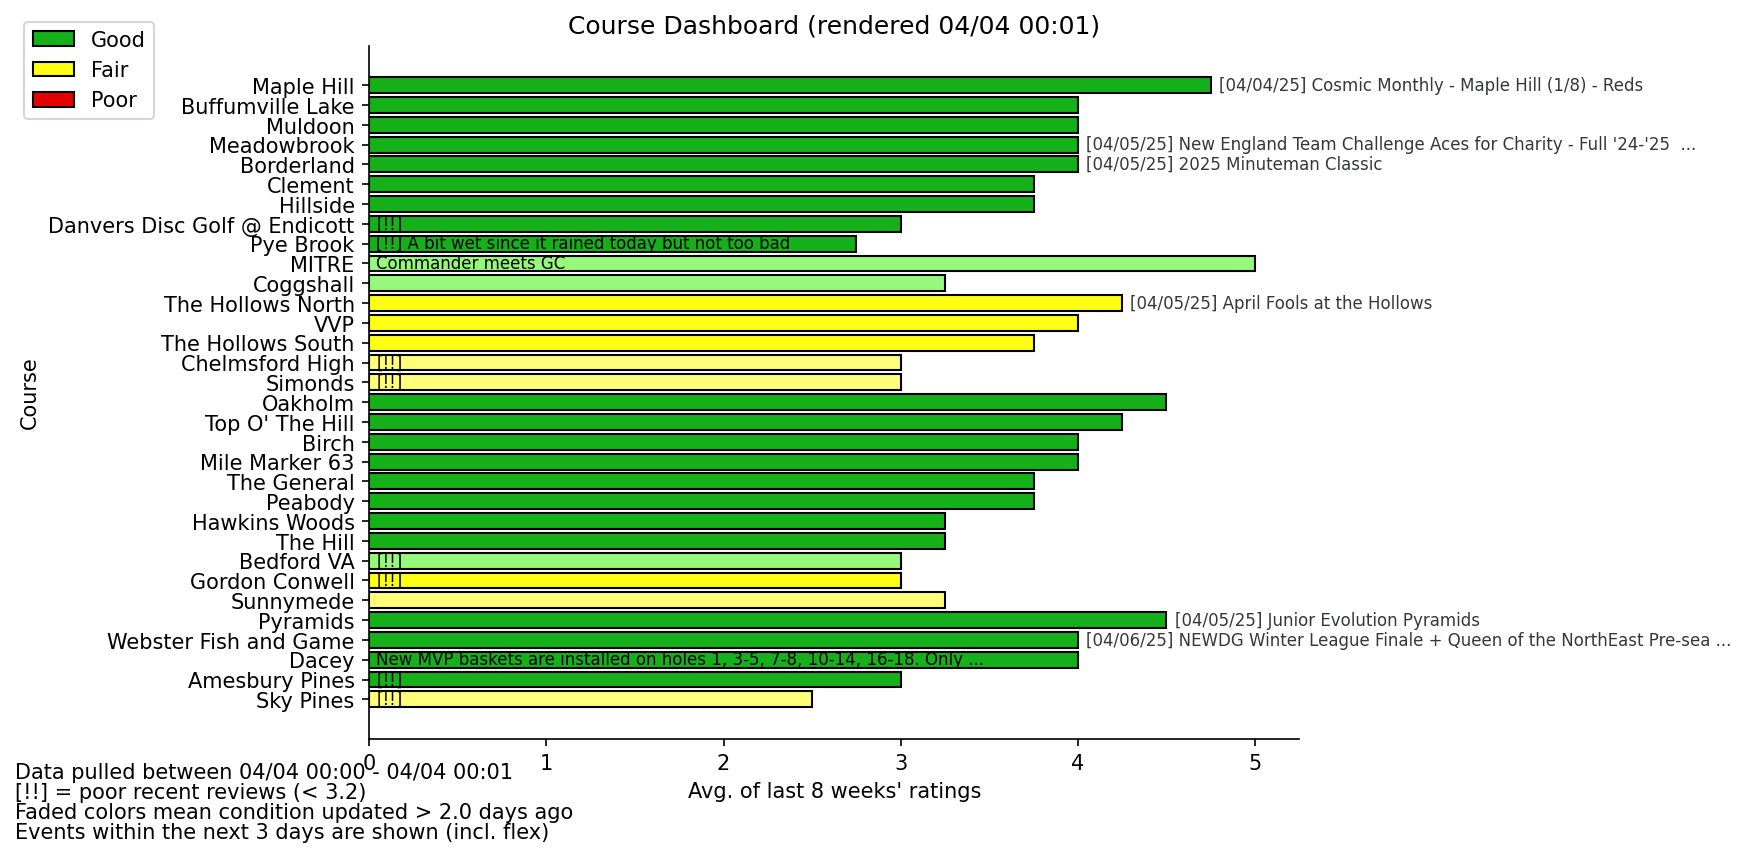 Course Dashboard (rendered 04/04 00:01)
Good
Fair
Poor
Course
Maple Hill [04/04/25] Cosmic Monthly - Maple Hill (1/8) - Reds
Buffumville Lake
Muldoon
Meadowbrook [04/05/25] New England Team Challenge Aces for Charity - Full '24-'25 ...
Borderland [04/05/25] 2025 Minuteman Classic
Clement
Hillside
Danvers Disc Golf @ Endicott [!!]
Pye Brook [!!] A bit wet since it rained today but not too bad
MITRE Commander meets GC
Coggshall
The Hollows North [04/05/25] April Fools at the Hollows
VVP
The Hollows South
Chelmsford High [!!]
Simonds [!!]
Oakholm
Top O' The Hill
Birch
Mile Marker 63
The General
Peabody
Hawkins Woods
The Hill
Bedford VA [!!]
Gordon Conwell [!!]
Sunnymede
Pyramids [04/05/25] Junior Evolution Pyramids
Webster Fish and Game [04/06/25] NEWDG Winter League Finale + Queen of the NorthEast Pre-sea ...
Dacey New MVP baskets are installed on holes 1, 3-5, 7-8, 10-14, 16-18. Only ...
Amesbury Pines [!!]
Sky Pines [!!]
0 1 2 3 4 5
Avg. of last 8 weeks' ratings
Data pulled between 04/04 00:00 - 04/04 00:01
[!!] = poor recent reviews (< 3.2)
Faded colors mean condition updated > 2.0 days ago
Events within the next 3 days are shown (incl. flex)